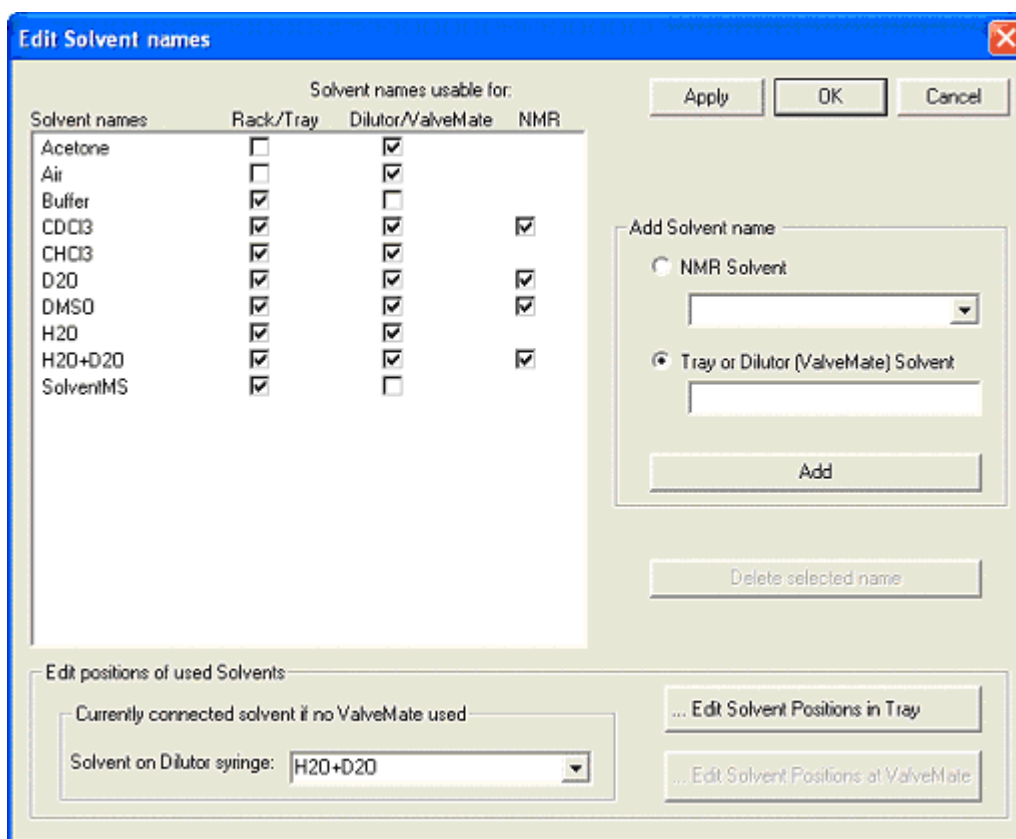 Edit Solvent names
Solvent names usable for:
Solvent names Rack/Tray Dilutor/ValveMate NMR
Acetone
Air
Buffer
CDCl3
CHCl3
D2O
DMSO
H2O
H2O+D2O
SolventMS
Apply OK Cancel
Add Solvent name
NMR Solvent
Tray or Dilutor (ValveMate) Solvent
Add
Delete selected name
Edit positions of used Solvents
Currently connected solvent if no ValveMate used
Solvent on Dilutor syringe: H2O+D2O
... Edit Solvent Positions in Tray
... Edit Solvent Positions at ValveMate